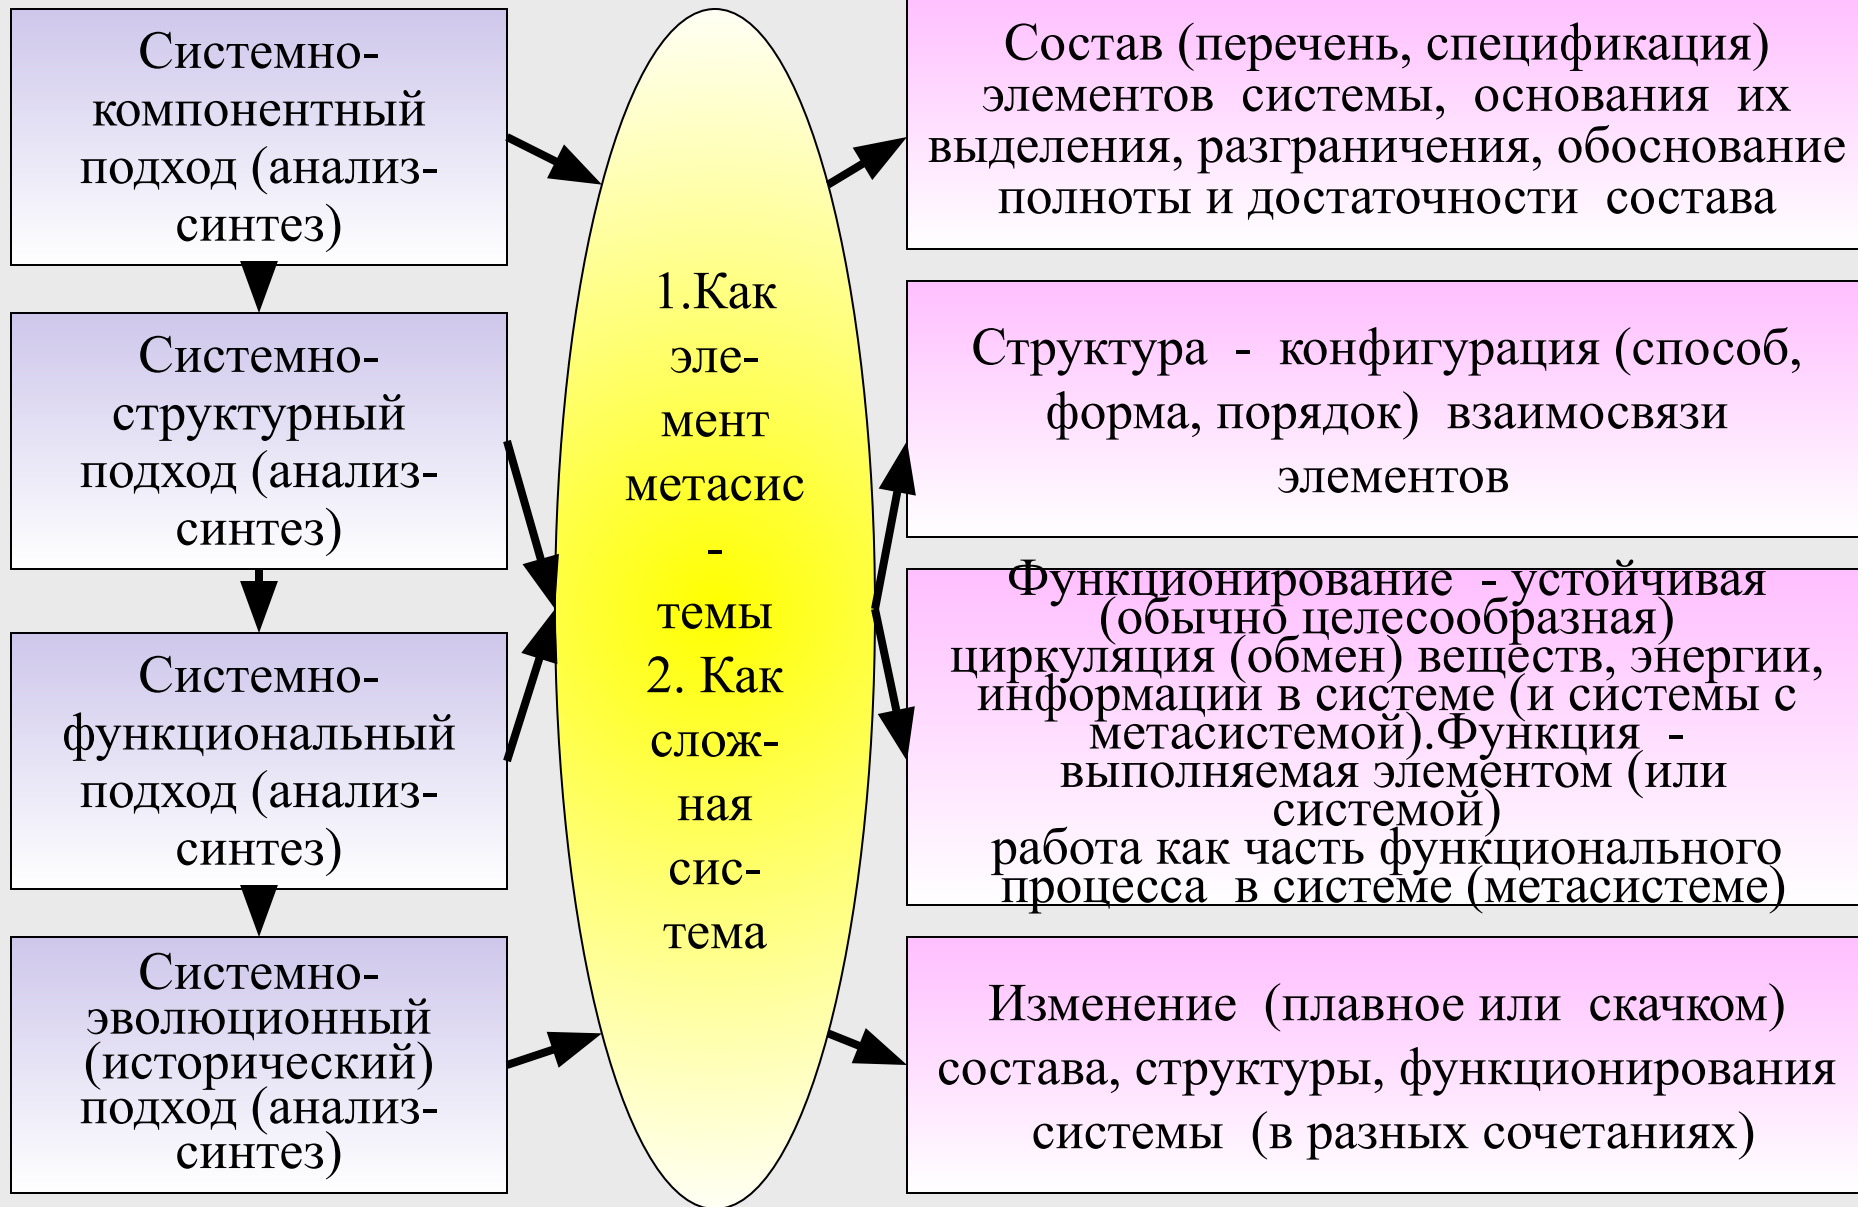 Системно-
компонентный
подход (анализ-
синтез)
Системно-
структурный
подход (анализ-
синтез)
Системно-
функциональный
подход (анализ-
синтез)
Системно-
эволюционный
(исторический)
подход (анализ-
синтез)
1.Как
эле-
мент
метасис
-
темы
2. Как
слож-
ная
сис-
тема
Состав (перечень, спецификация)
элементов системы, основания их
выделения, разграничения, обоснование
полноты и достаточности состава
Структура - конфигурация (способ,
форма, порядок) взаимосвязи
элементов
Функционирование - устойчивая
(обычно целесообразная)
циркуляция (обмен) веществ, энергии,
информации в системе (и системы с
метасистемой).Функция -
выполняемая элементом (или
системой)
работа как часть функционального
процесса в системе (метасистеме)
Изменение (плавное или скачком)
состава, структуры, функционирования
системы (в разных сочетаниях)